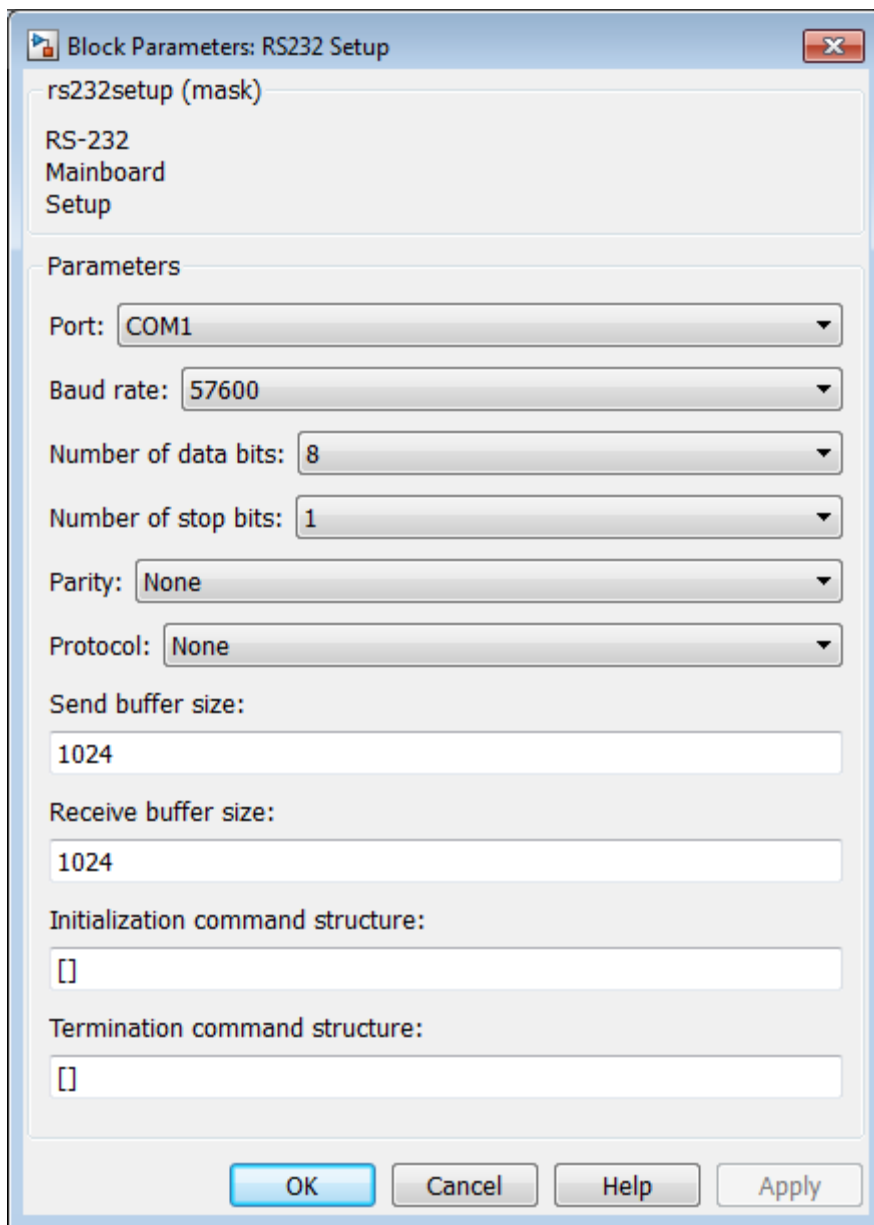 Block Parameters: RS232 Setup
rs232setup (mask)
RS-232
Mainboard
Setup
Parameters
Port: COM1
Baud rate: 57600
Number of data bits: 8
Number of stop bits: 1
Parity: None
Protocol: None
Send buffer size:
1024
Receive buffer size:
1024
Initialization command structure:
[]
Termination command structure:
[]
OK Cancel Help Apply